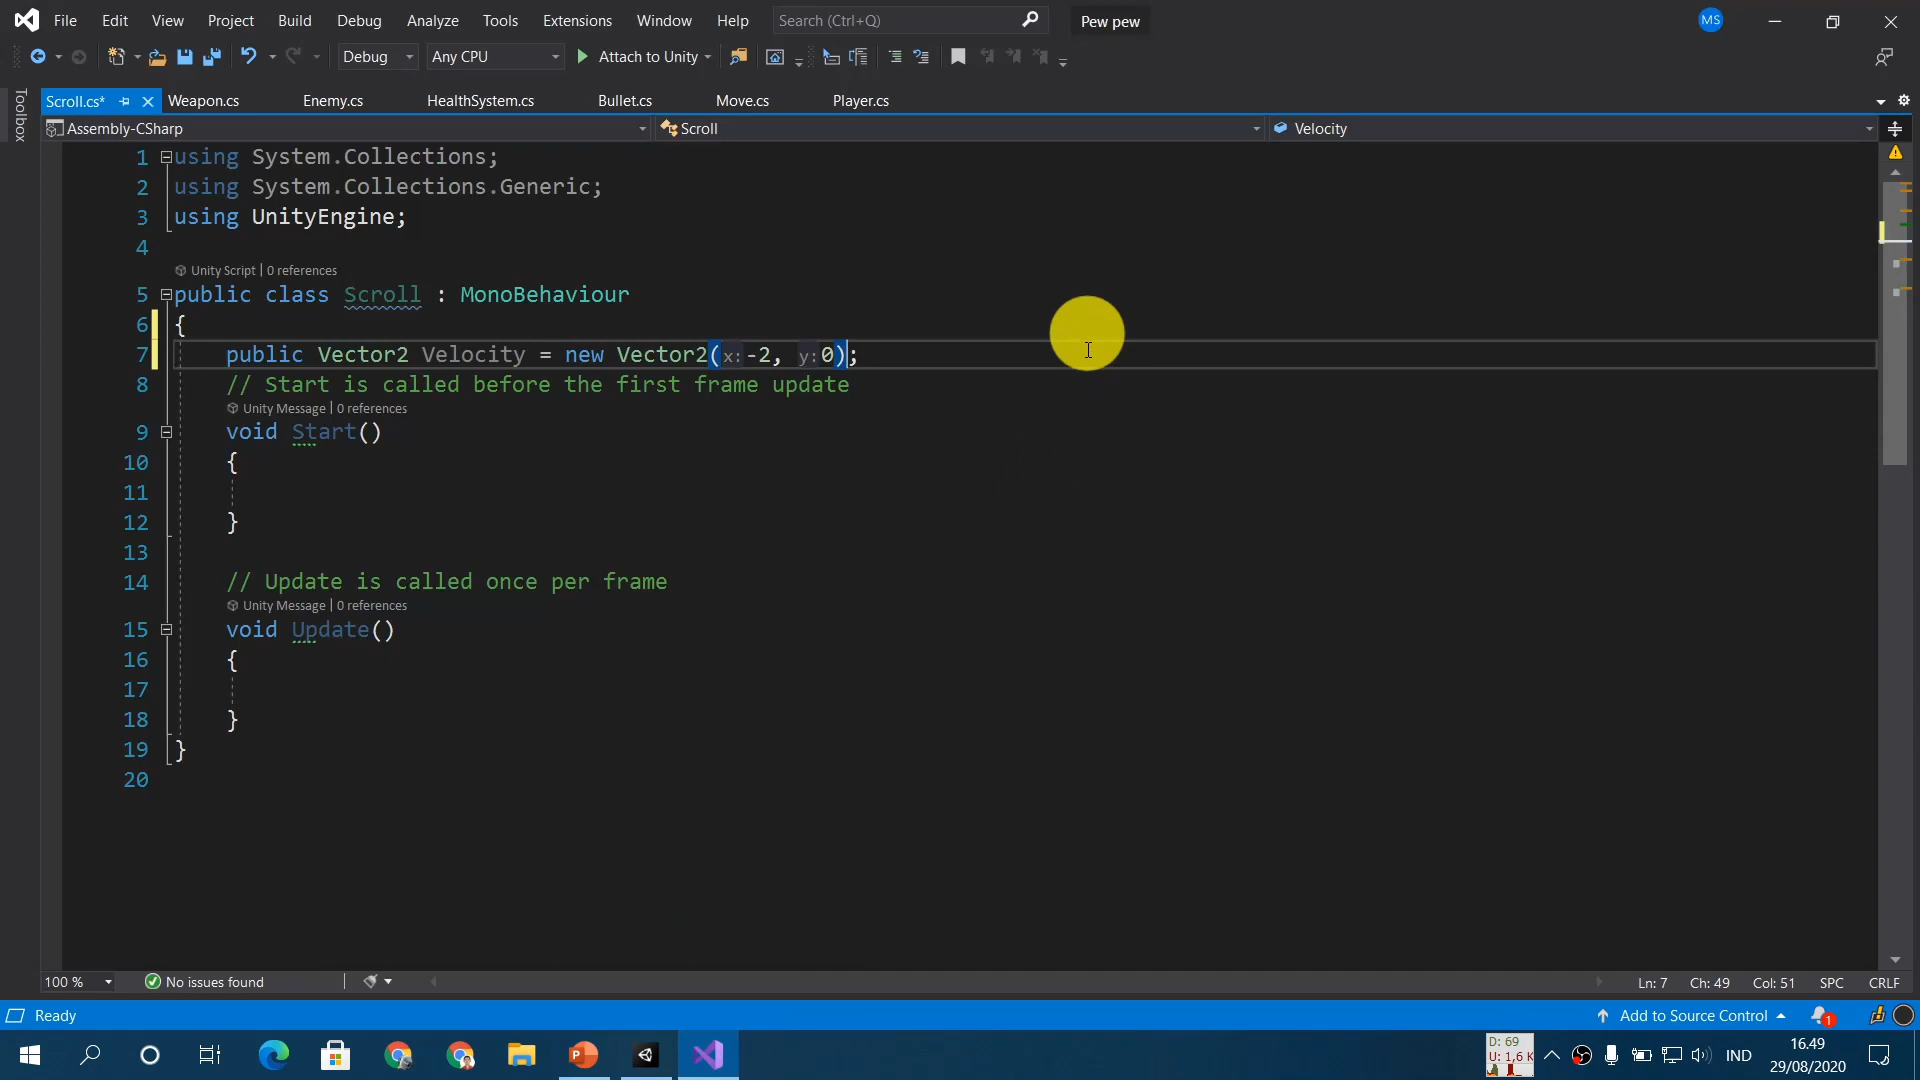 File Edit View Project Build Debug Analyze Tools Extensions Window Help Search (Ctrl+Q) Pew pew MS
Debug Any CPU Attach to Unity
Toolbox
Scroll.cs* Weapon.cs Enemy.cs HealthSystem.cs Bullet.cs Move.cs Player.cs
Assembly-CSharp Scroll Velocity
1 using System.Collections;
2 using System.Collections.Generic;
3 using UnityEngine;
4
Unity Script | 0 references
5 public class Scroll : MonoBehaviour
6 {
7 public Vector2 Velocity = new Vector2(x:-2, y:0);
8 // Start is called before the first frame update
Unity Message | 0 references
9 void Start()
10 {
11
12 }
13
14 // Update is called once per frame
Unity Message | 0 references
15 void Update()
16 {
17
18 }
19 }
20
100 % No issues found Ln: 7 Ch: 49 Col: 51 SPC CRLF
Ready Add to Source Control 1
D: 69
U: 1,6 K
IND
16.49
29/08/2020